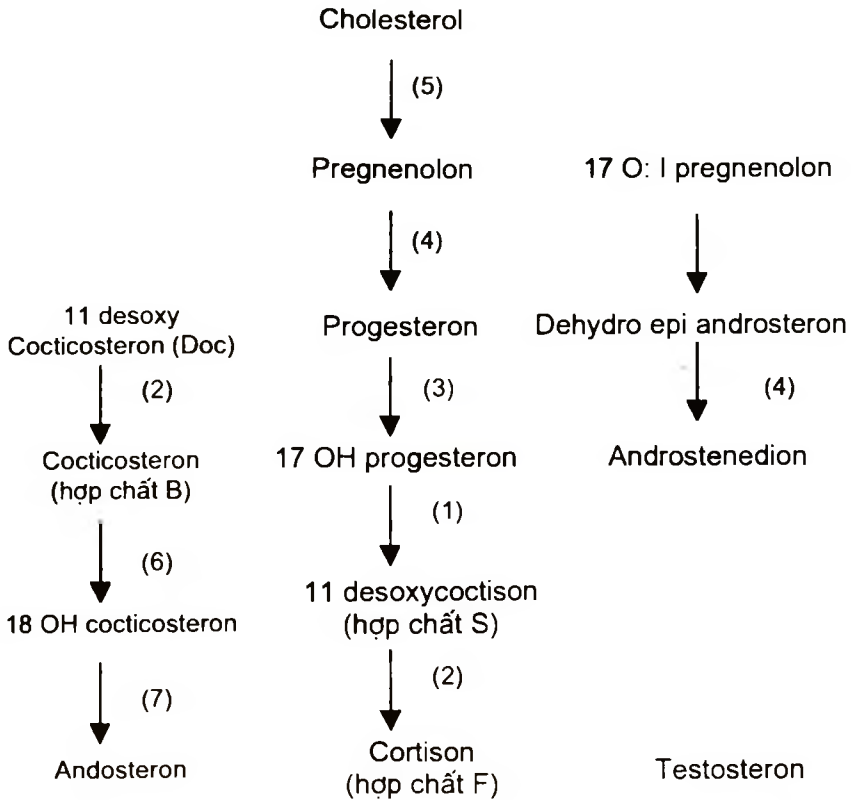 Cholesterol
(5)
Pregnenolon
17 O: I pregnenolon
(4)
11 desoxy
Cocticosteron (Doc)
Progesteron
Dehydro epi androsteron
(2)
(3)
(4)
Cocticosteron
(hợp chất B)
17 OH progesteron
Androstenedion
(1)
(6)
11 desoxycoctison
(hợp chất S)
18 OH cocticosteron
(2)
(7)
Andosteron
Cortison
(hợp chất F)
Testosteron